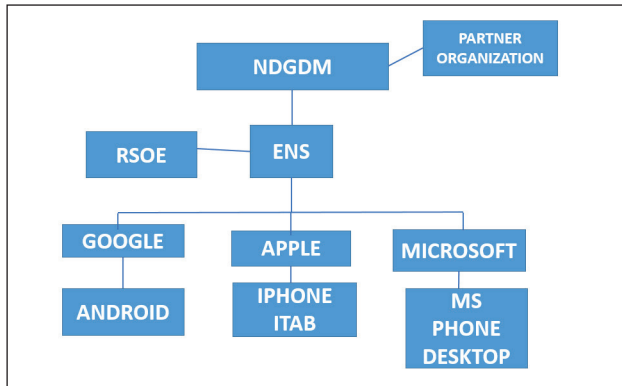 PARTNER
ORGANIZATION
NDGDM
RSOE
ENS
GOOGLE
APPLE
MICROSOFT
ANDROID
IPHONE
ITAB
MS
PHONE
DESKTOP